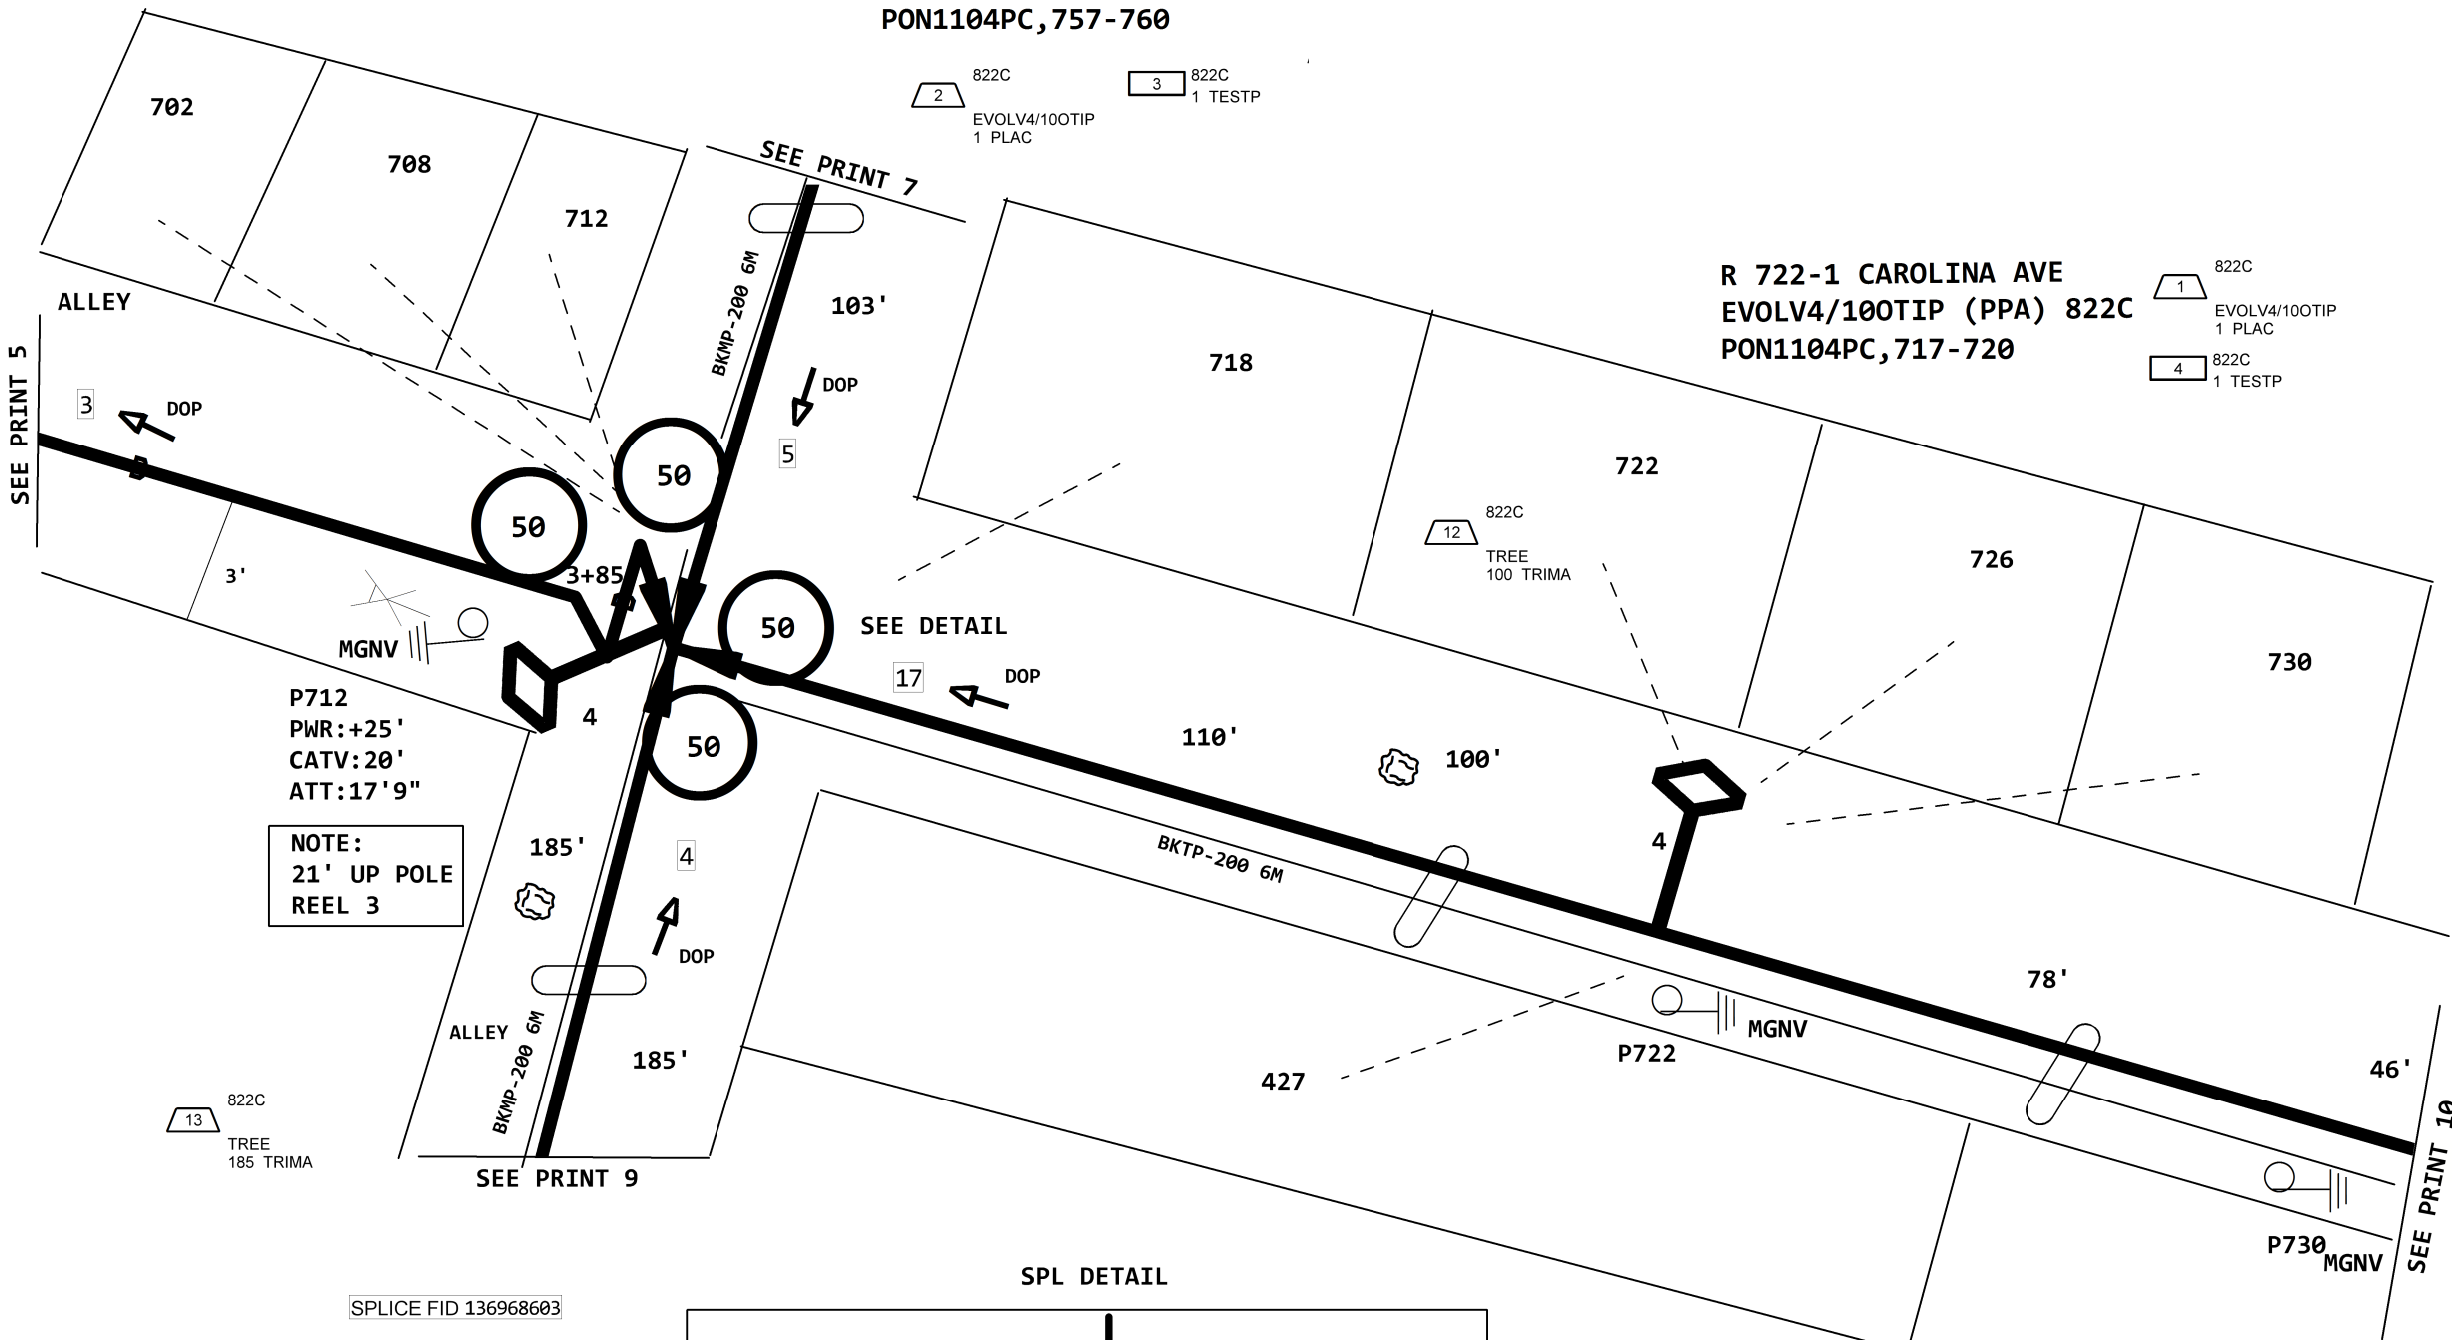 PON1104PC,757-760
2
822C
EVOLV4/10OTIP
1 PLAC
3
822C
1 TESTP
702
708
712
SEE PRINT 7
BKMP-200 6M
103'
DOP
5
ALLEY
SEE PRINT 5
3
DOP
718
722
726
730
R 722-1 CAROLINA AVE
EVOLV4/10OTIP (PPA) 822C
PON1104PC,717-720
1
822C
EVOLV4/10OTIP
1 PLAC
4
822C
1 TESTP
12
822C
TREE
100 TRIMA
50
50
50
50
3+85
3'
SEE DETAIL
17
DOP
MGNV
P712
PWR:+25'
CATV:20'
ATT:17'9"
4
NOTE:
21' UP POLE
REEL 3
185'
4
DOP
110'
100'
4
BKTP-200 6M
78'
46'
MGNV
P722
427
ALLEY
BKMP-200 6M
185'
13
822C
TREE
185 TRIMA
SEE PRINT 9
SEE PRINT 10
P730
MGNV
SPL DETAIL
SPLICE FID 136968603